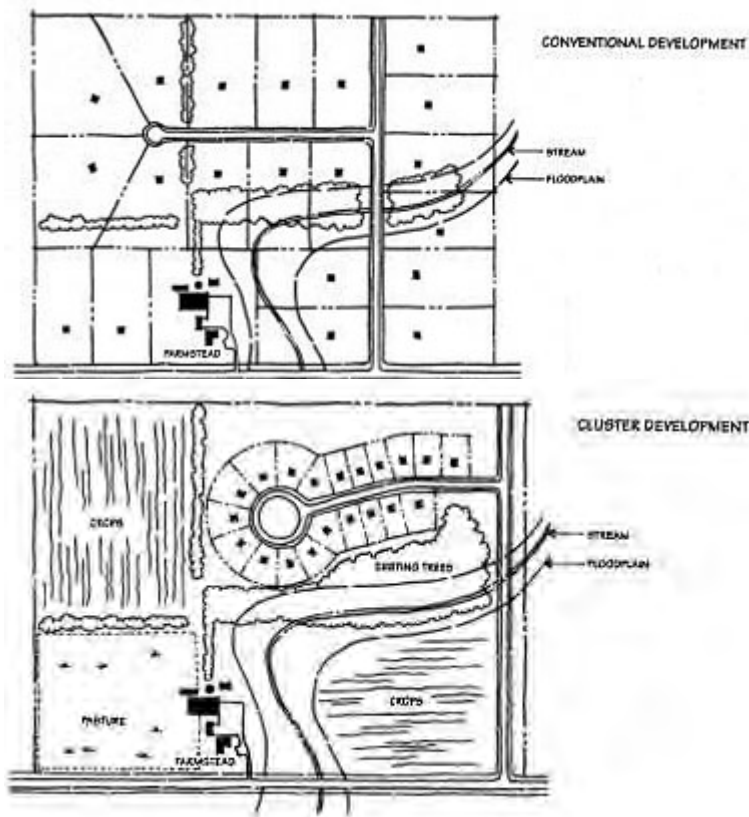 CONVENTIONAL DEVELOPMENT
STREAM
FLOODPLAIN
FARMSTEAD
CLUSTER DEVELOPMENT
CROPS
STREAM
EXISTING TREES
FLOODPLAIN
CROPS
PASTURE
FARMSTEAD